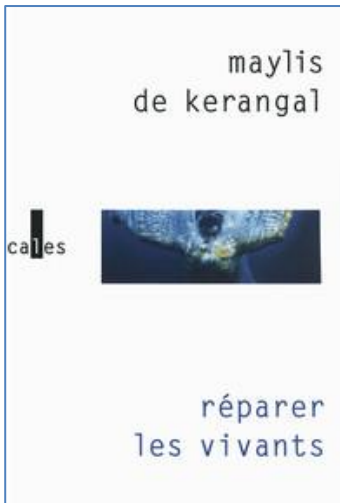 maylis
de kerangal
cales
réparer
les vivants